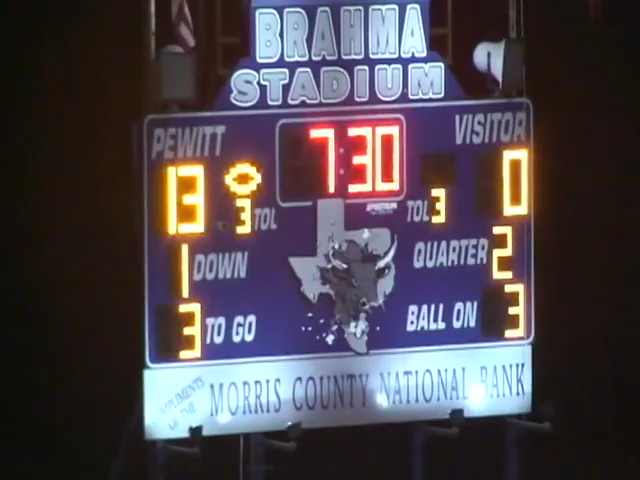 BRAHMA
STADIUM
PEWITT 7:30 VISITOR
13 3 TOL TOL 3 0
1 DOWN QUARTER 2
3 TO GO BALL ON 3
MORRIS COUNTY NATIONAL BANK